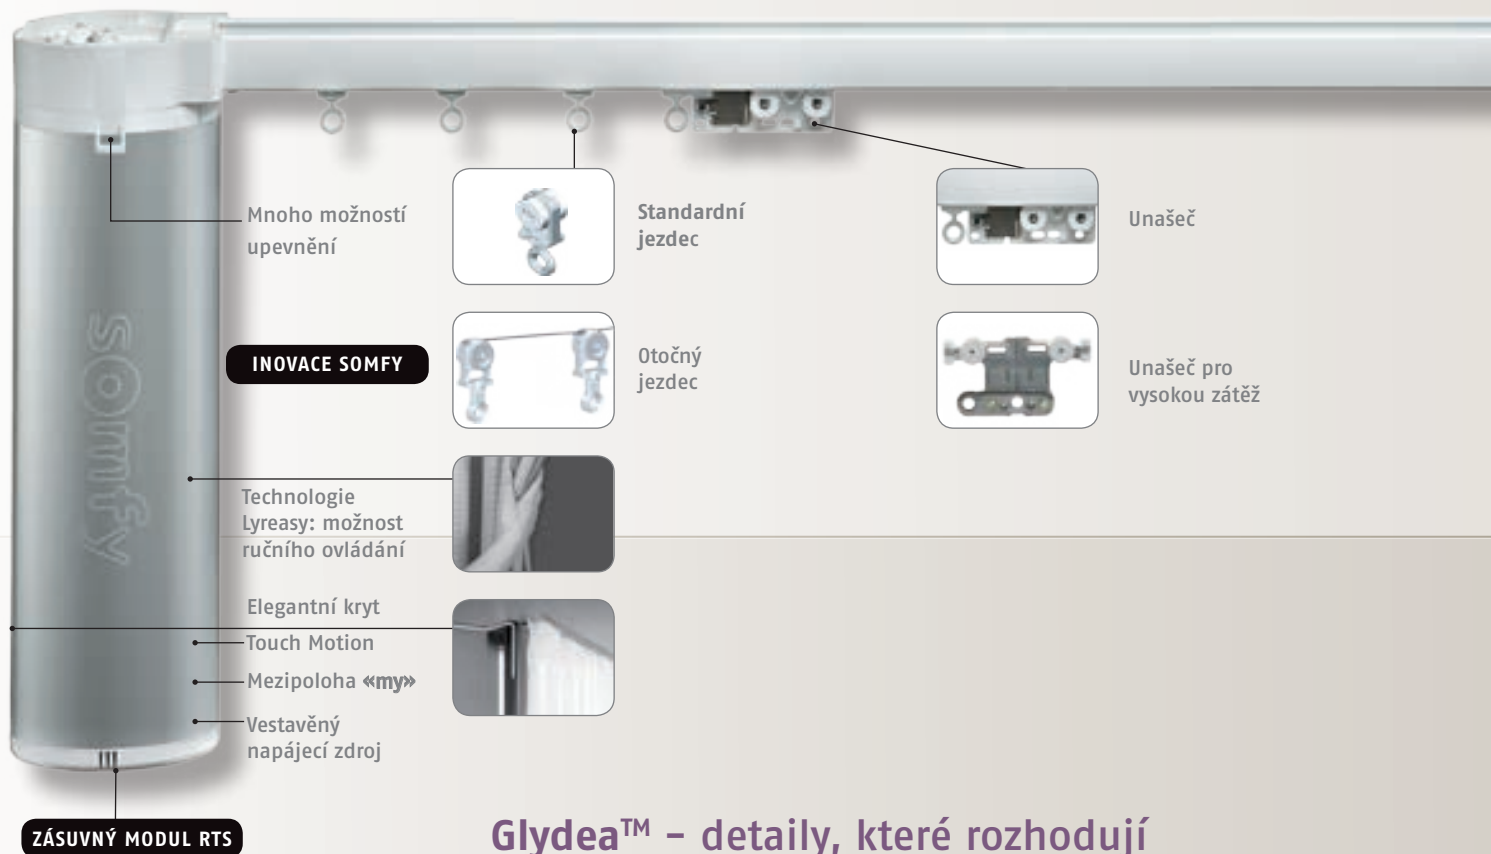 somfy
Mnoho možností
upevnění
Standardní
jezdec
Unašeč
INOVACE SOMFY
Otočný
jezdec
Unašeč pro
vysokou zátěž
Technologie
Lyreasy: možnost
ručního ovládání
Elegantní kryt
Touch Motion
Mezipoloha «my»
Vestavěný
napájecí zdroj
ZÁSUVNÝ MODUL RTS
Glydea™ – detaily, které rozhodují